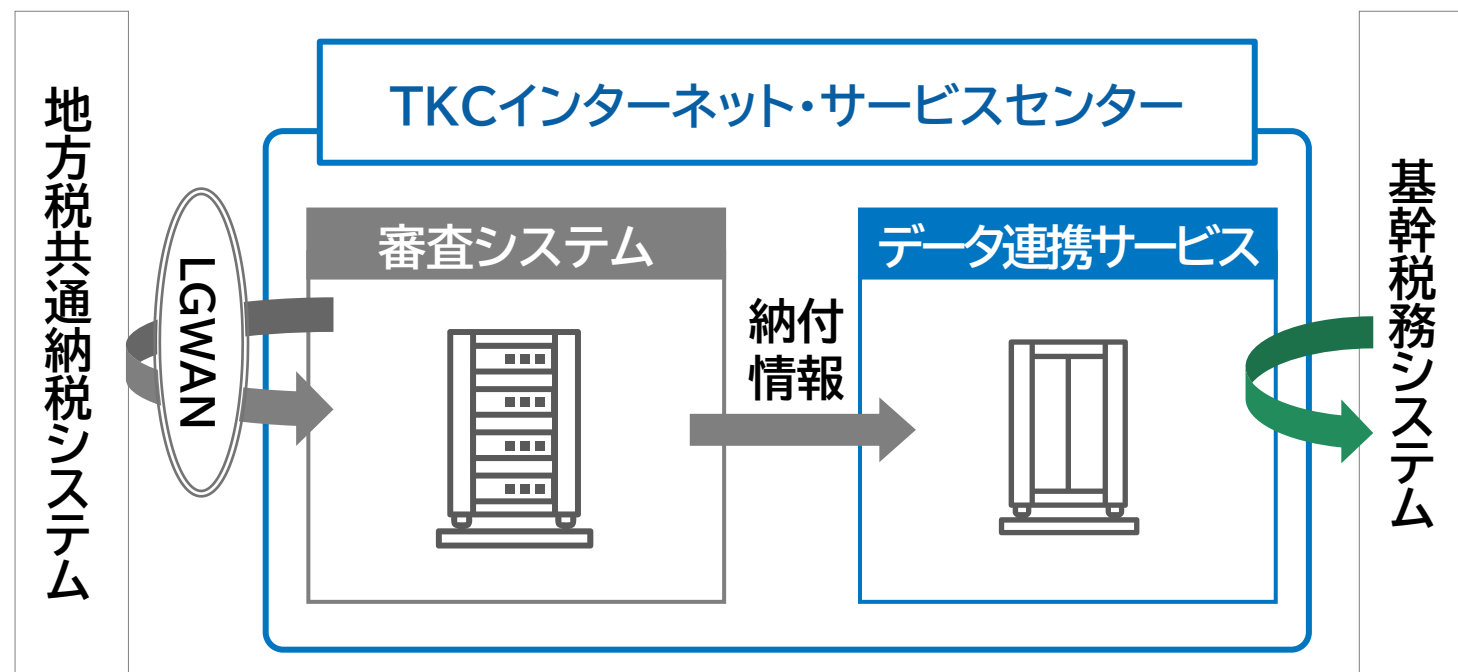 地方税共通納税システム
LGWAN
TKCインターネット・サービスセンター
審査システム
納付
情報
データ連携サービス
基幹税務システム